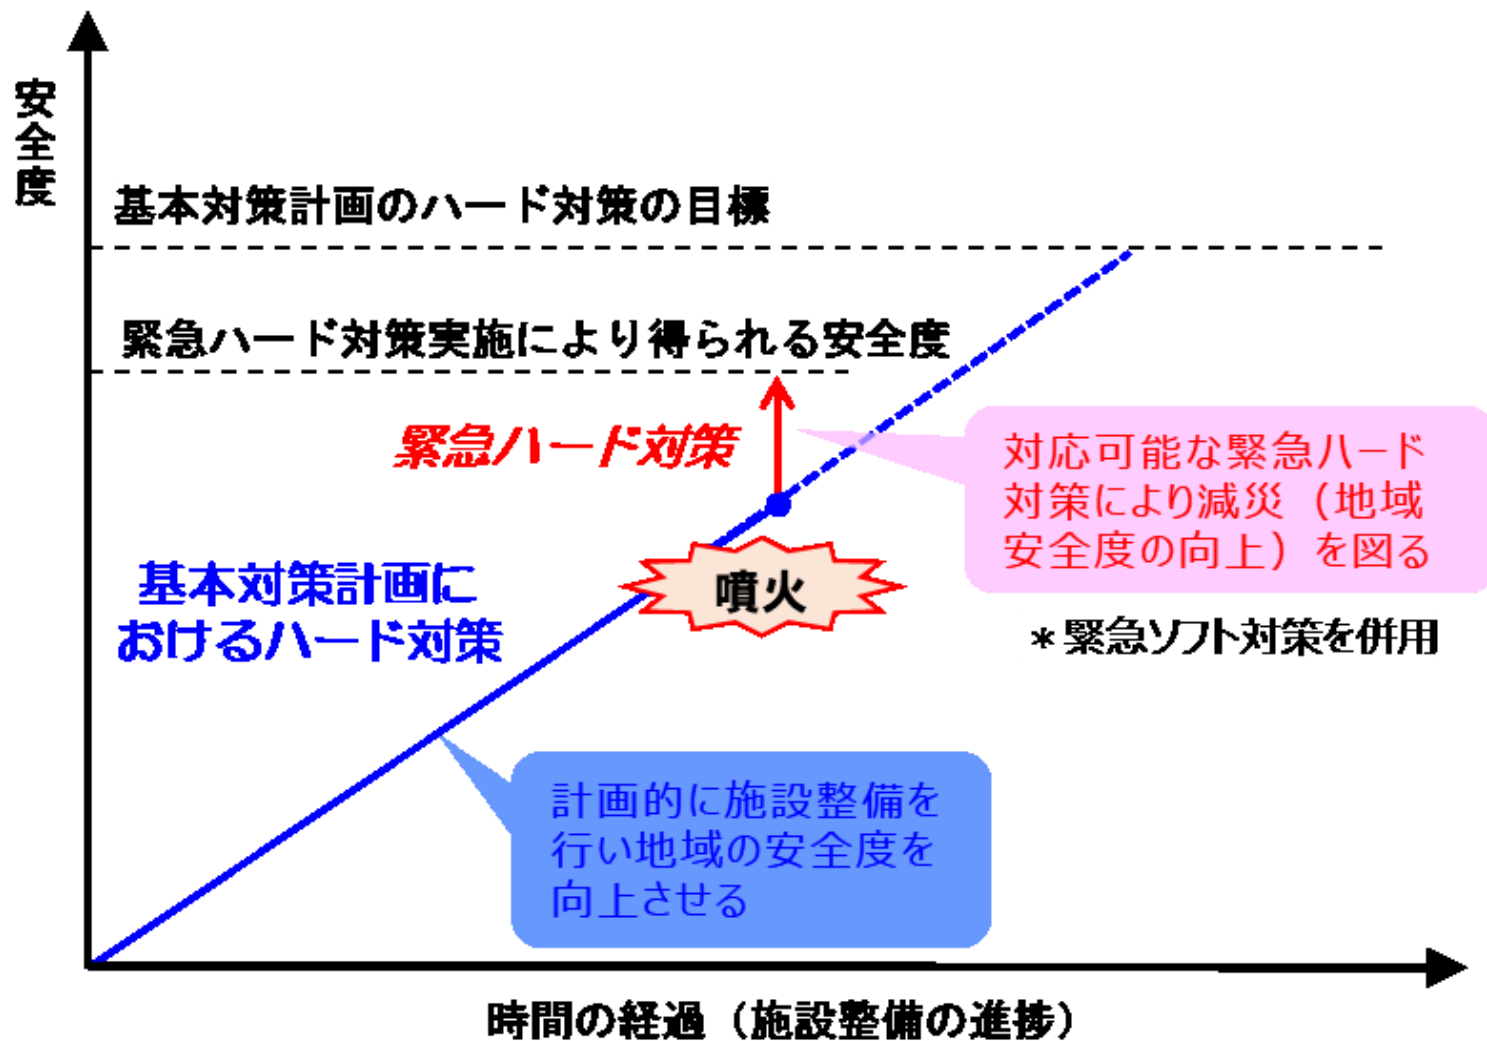 安全度
基本対策計画のハード対策の目標
緊急ハード対策実施により得られる安全度
緊急ハード対策
対応可能な緊急ハード
対策により減災（地域
安全度の向上）を図る
噴火
基本対策計画に
おけるハード対策
＊緊急ソフト対策を併用
計画的に施設整備を
行い地域の安全度を
向上させる
時間の経過（施設整備の進捗）